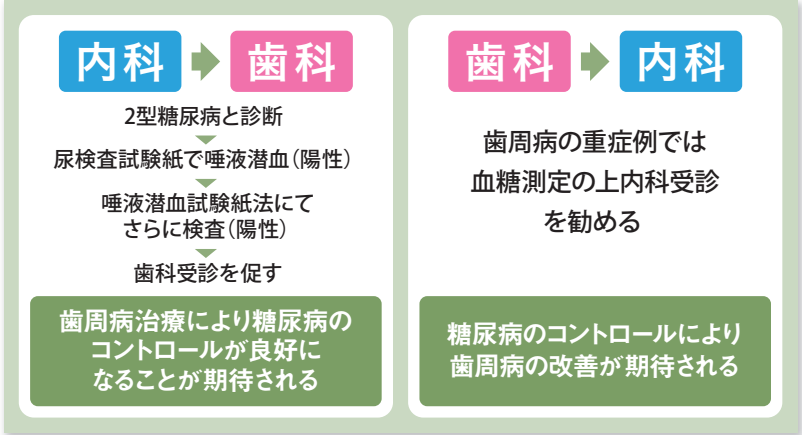 内科
歯科
2型糖尿病と診断
尿検査試験紙で唾液潜血(陽性)
唾液潜血試験紙法にて
さらに検査(陽性)
歯科受診を促す
歯周病治療により糖尿病の
コントロールが良好に
なることが期待される
歯科
内科
歯周病の重症例では
血糖測定の上内科受診
を勧める
糖尿病のコントロールにより
歯周病の改善が期待される